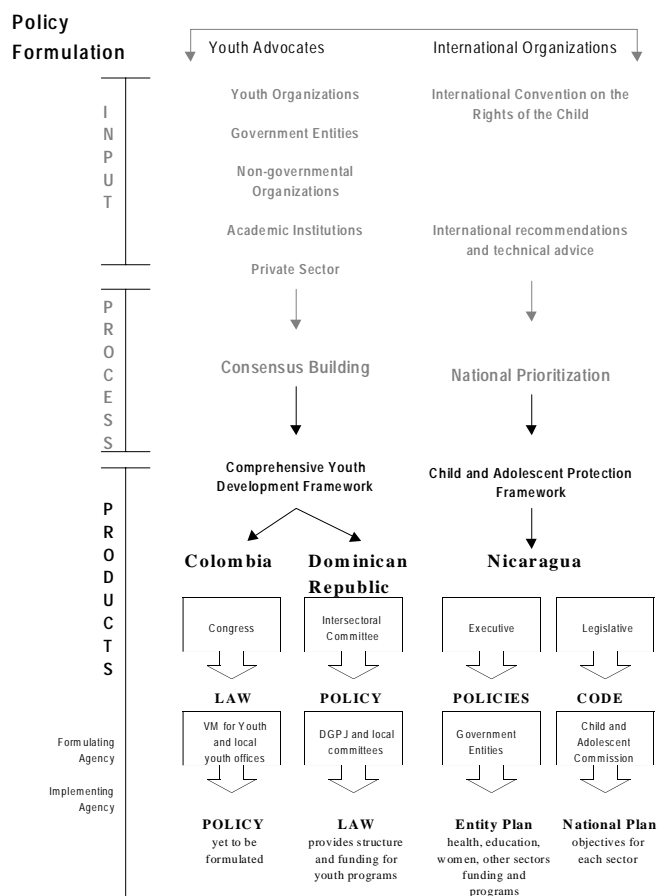 Policy
Formulation
Youth Advocates
International Organizations
INPUT
Youth Organizations
Government Entities
Non-governmental
Organizations
Academic Institutions
Private Sector
International Convention on the
Rights of the Child
International recommendations
and technical advice
PROCESS
Consensus Building
National Prioritization
PRODUCTS
Comprehensive Youth
Development Framework
Child and Adolescent Protection
Framework
Colombia
Dominican
Republic
Nicaragua
Congress
Intersectoral
Committee
Executive
Legislative
LAW
POLICY
POLICIES
CODE
Formulating
Agency
VM for Youth
and local
youth offices
DGPJ and local
committees
Government
Entities
Child and
Adolescent
Commission
Implementing
Agency
POLICY
yet to be
formulated
LAW
provides structure
and funding for
youth programs
Entity Plan
health, education,
women, other sectors
funding and
programs
National Plan
objectives for
each sector